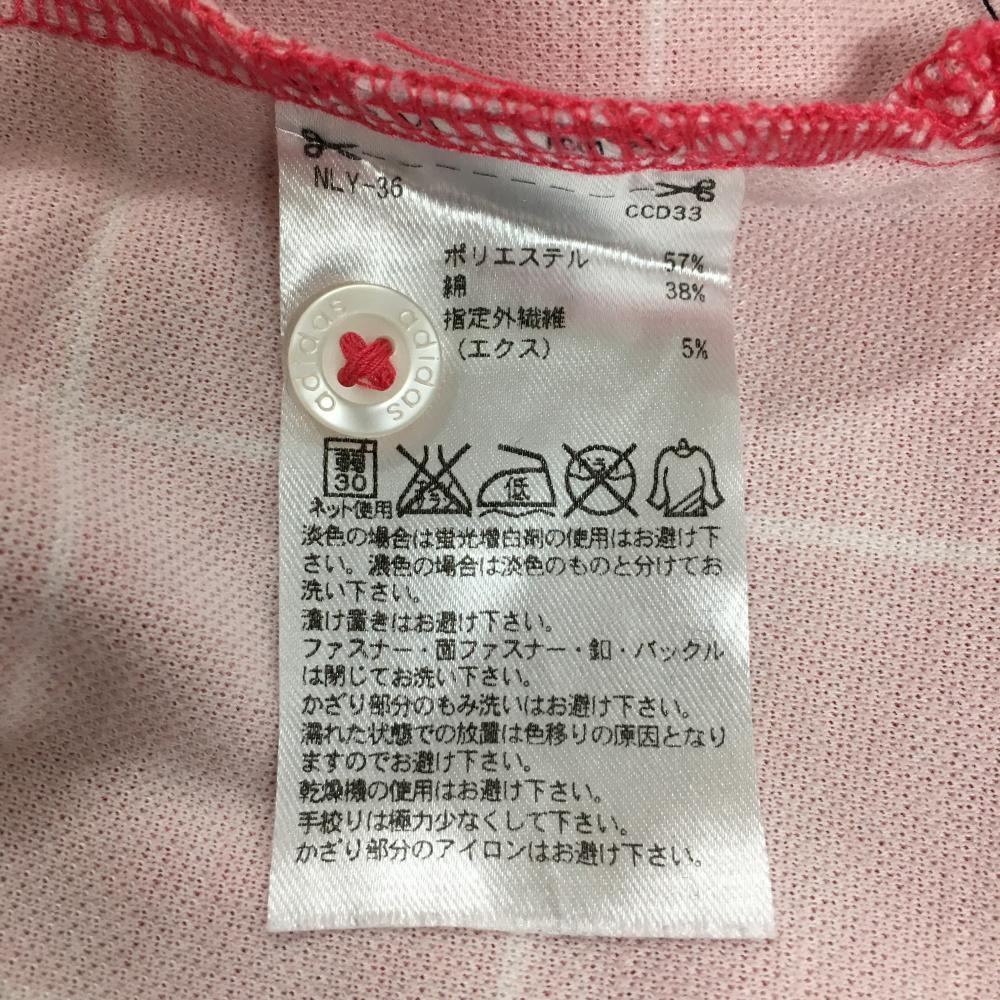 NLY-36
CCD33
ポリエステル 57%
綿 38%
指定外繊維
(エクス) 5%
adidas adidas
弱
30
ネット使用
低
淡色の場合は蛍光増白剤の使用はお避け下
さい。濃色の場合は淡色のものと分けてお
洗い下さい。
漬け置きはお避け下さい。
ファスナー・面ファスナー・釦・バックル
は閉じてお洗い下さい。
かざり部分のもみ洗いはお避け下さい。
濡れた状態での放置は色移りの原因となり
ますのでお避け下さい。
乾燥機の使用はお避け下さい。
手絞りは極力少なくして下さい。
かざり部分のアイロンはお避け下さい。